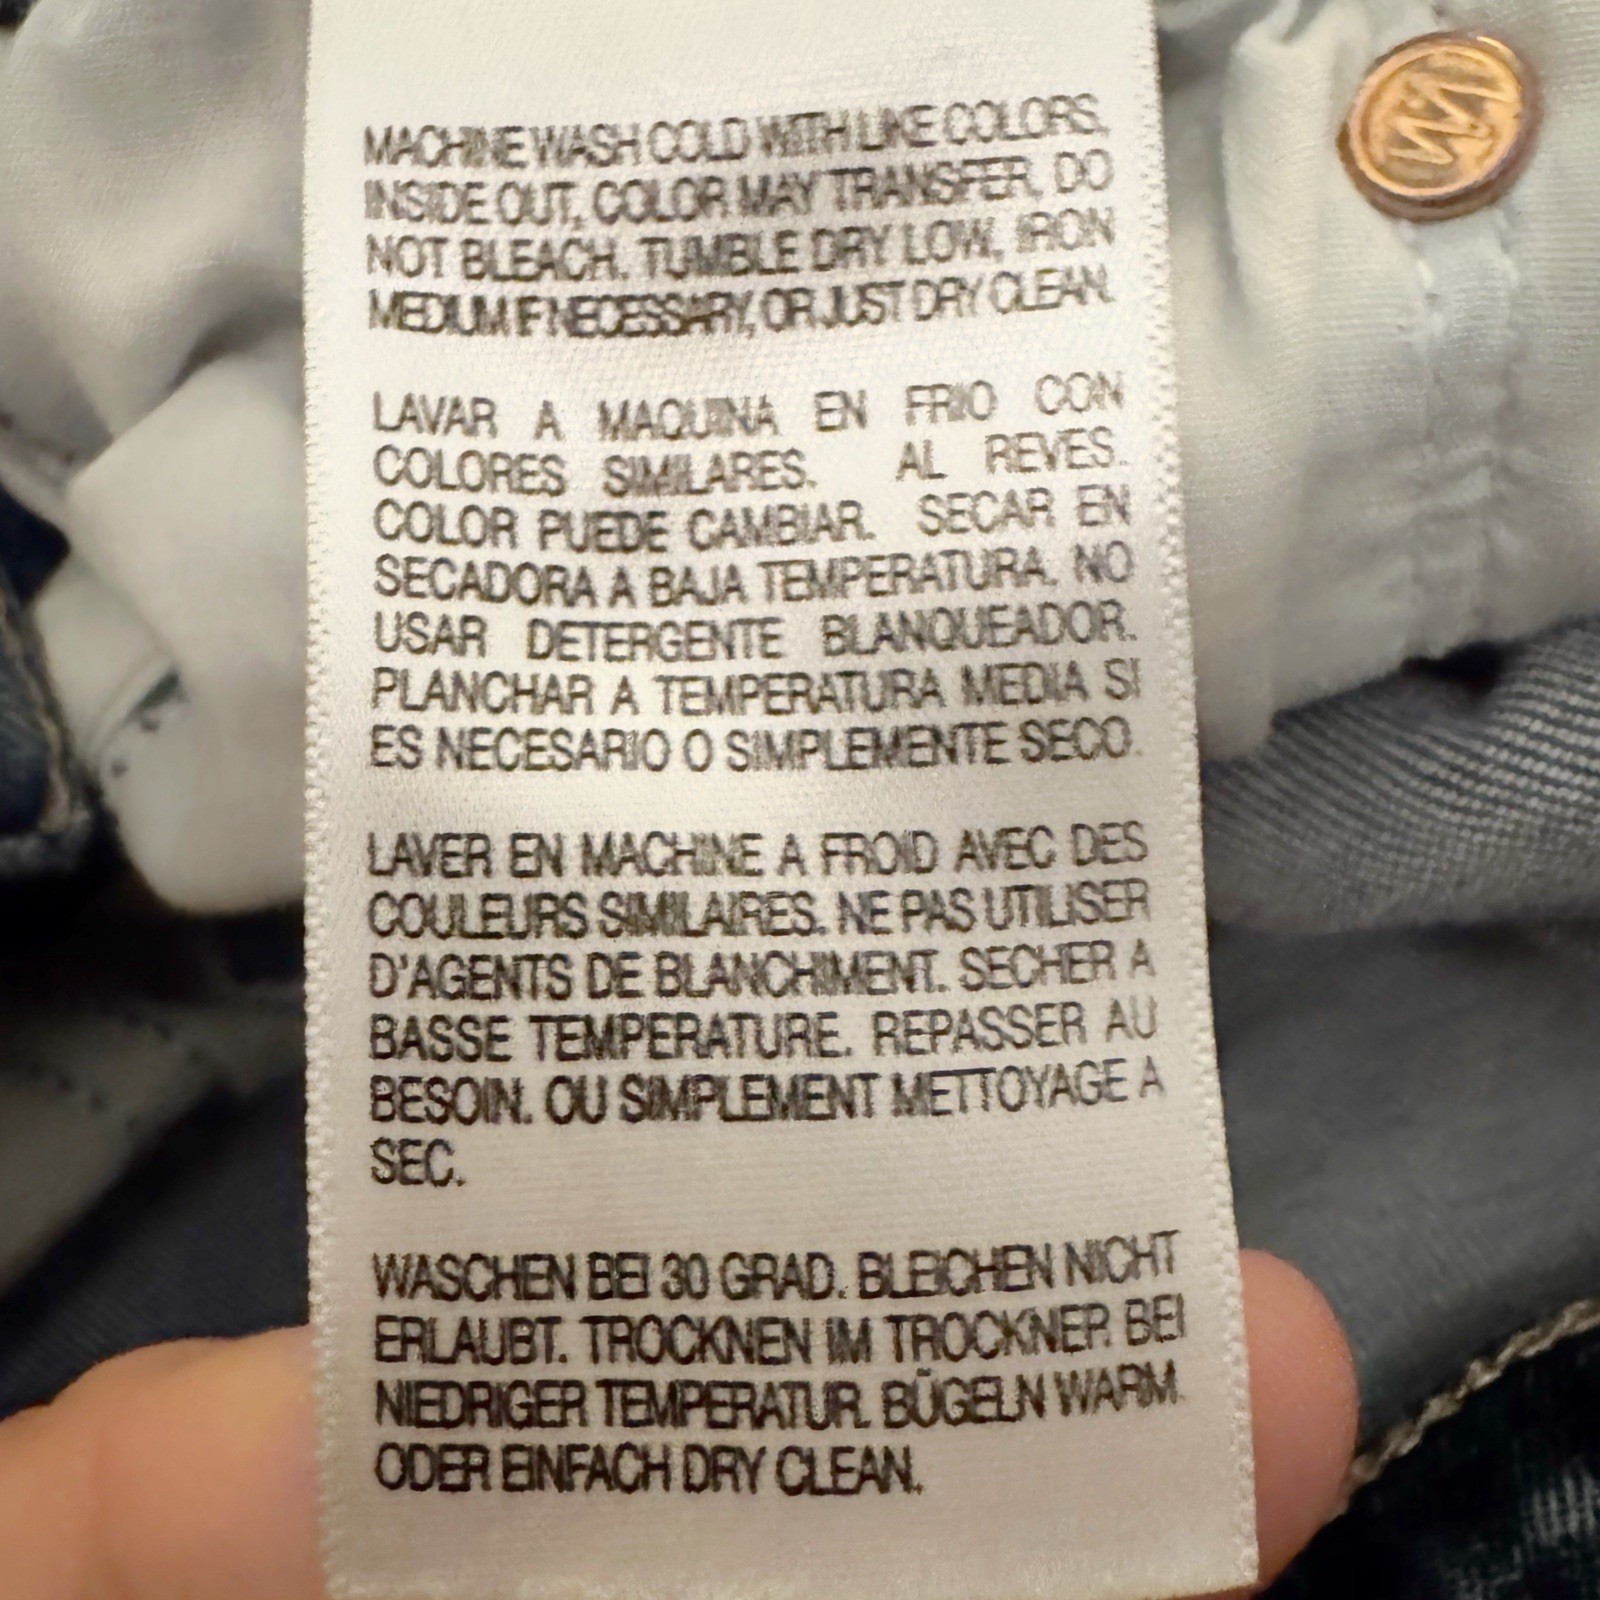 MACHINE WASH COLD WITH LIKE COLORS.
INSIDE OUT, COLOR MAY TRANSFER, DO
NOT BLEACH. TUMBLE DRY LOW, IRON
MEDIUM IF NECESSARY, OR JUST DRY CLEAN.
LAVAR A MAQUINA EN FRIO CON
COLORES SIMILARES. AL REVES.
COLOR PUEDE CAMBIAR. SECAR EN
SECADORA A BAJA TEMPERATURA. NO
USAR DETERGENTE BLANQUEADOR.
PLANCHAR A TEMPERATURA MEDIA SI
ES NECESARIO O SIMPLEMENTE SECO.
LAVER EN MACHINE A FROID AVEC DES
COULEURS SIMILAIRES. NE PAS UTILISER
D'AGENTS DE BLANCHIMENT. SECHER A
BASSE TEMPERATURE. REPASSER AU
BESOIN. OU SIMPLEMENT METTOYAGE A
SEC.
WASCHEN BEI 30 GRAD. BLEICHEN NICHT
ERLAUBT. TROCKNEN IM TROCKNER BEI
NIEDRIGER TEMPERATUR. BÜGELN WARM
ODER EINFACH DRY CLEAN.